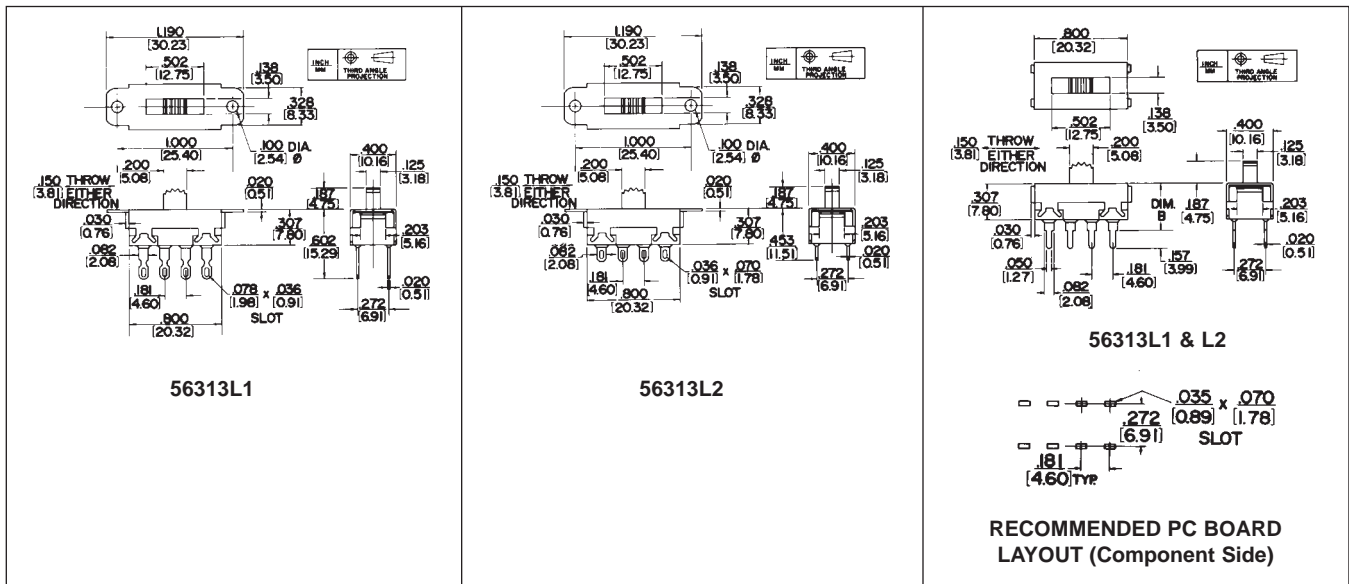 1.190
[30.23]
.502
[12.75]
.138
[3.50]
INCH
MM
THIRD ANGLE
PROJECTION
.328
[8.33]
1.000
[25.40]
.100 DIA.
[2.54] Ø
.400
[10.16]
.125
[3.18]
.200
5.08
.150 THROW
[3.81] EITHER
DIRECTION
.020
[0.51]
.187
4.75
.030
[0.76]
.307
[7.80]
.602
[15.29]
.203
[5.16]
.082
[2.08]
.181
[4.60]
.078 X .036
[1.98] [0.91]
SLOT
.020
[0.51]
.272
[6.91]
.800
[20.32]
56313L1
1.190
[30.23]
.502
[12.75]
.138
[3.50]
INCH
MM
THIRD ANGLE
PROJECTION
.328
[8.33]
1.000
[25.40]
.100 DIA.
[2.54] Ø
.400
[10.16]
.125
[3.18]
.200
5.08
.150 THROW
[3.81] EITHER
DIRECTION
.020
[0.51]
.187
4.75
.030
[0.76]
.307
[7.80]
.453
[11.51]
.203
[5.16]
.082
[2.08]
.181
[4.60]
.036 X .070
[0.91] [1.78]
SLOT
.020
[0.51]
.272
[6.91]
.800
[20.32]
56313L2
.800
[20.32]
INCH
MM
THIRD ANGLE
PROJECTION
.138
[3.50]
.502
[12.75]
.400
[10.16]
.150 THROW
[3.81] EITHER
DIRECTION
.200
[5.08]
.125
[3.18]
.307
[7.80]
DIM.
B
.187
[4.75]
.203
[5.16]
.030
[0.76]
.157
[3.99]
.020
[0.51]
.050
[1.27]
.181
[4.60]
.272
[6.91]
.082
[2.08]
56313L1 & L2
.035 X .070
[0.89] [1.78]
SLOT
.272
[6.91]
.181
[4.60] TYP.
RECOMMENDED PC BOARD
LAYOUT (Component Side)